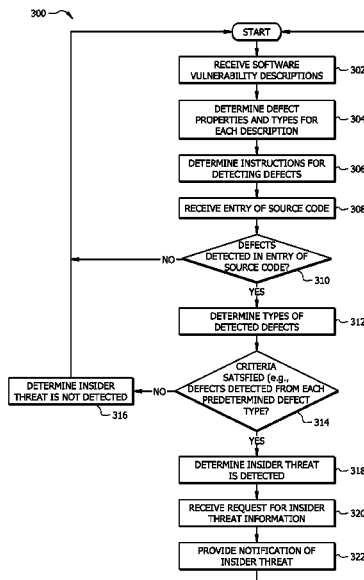 300
START
RECEIVE SOFTWARE
VULNERABILITY DESCRIPTIONS
302
DETERMINE DEFECT
PROPERTIES AND TYPES FOR
EACH DESCRIPTION
304
DETERMINE INSTRUCTIONS FOR
DETECTING DEFECTS
306
RECEIVE ENTRY OF SOURCE CODE
308
DEFECTS
DETECTED IN ENTRY OF
SOURCE CODE?
310
NO
YES
DETERMINE TYPES OF
DETECTED DEFECTS
312
CRITERIA
SATSFIED (e.g.,
DEFECTS DETECTED FROM EACH
PREDETERMINED DEFECT
TYPE?
314
NO
DETERMINE INSIDER
THREAT IS NOT DETECTED
316
YES
DETERMINE INSIDER THREAT
IS DETECTED
318
RECEIVE REQUEST FOR INSIDER
THREAT INFORMATION
320
PROVIDE NOTIFICATION OF
INSIDER THREAT
322